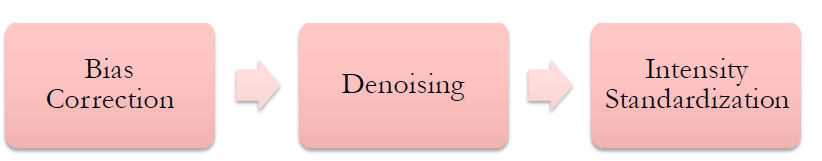 Bias
Correction
Denoising
Intensity
Standardization